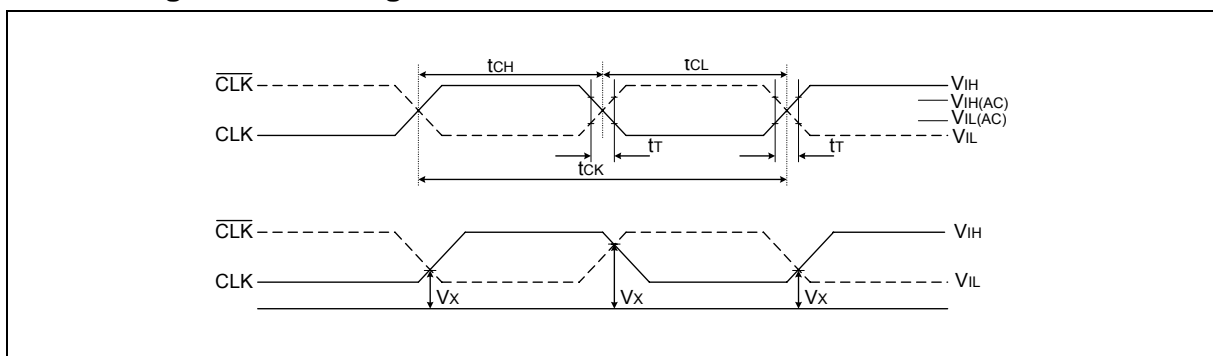 tCH tCL
CLK VIH
VIH(AC)
VIL(AC)
CLK VIL
tT tT
tCK
CLK VIH
CLK VIL
VX VX VX